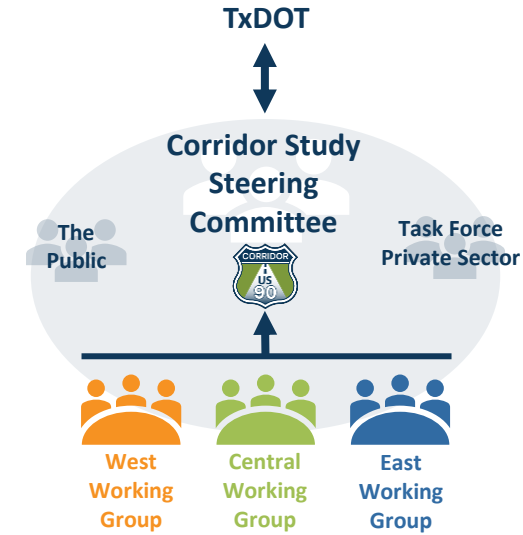 TxDOT
Corridor Study
Steering
Committee
The
Public
Task Force
Private Sector
CORRIDOR
US
90
West
Working
Group
Central
Working
Group
East
Working
Group